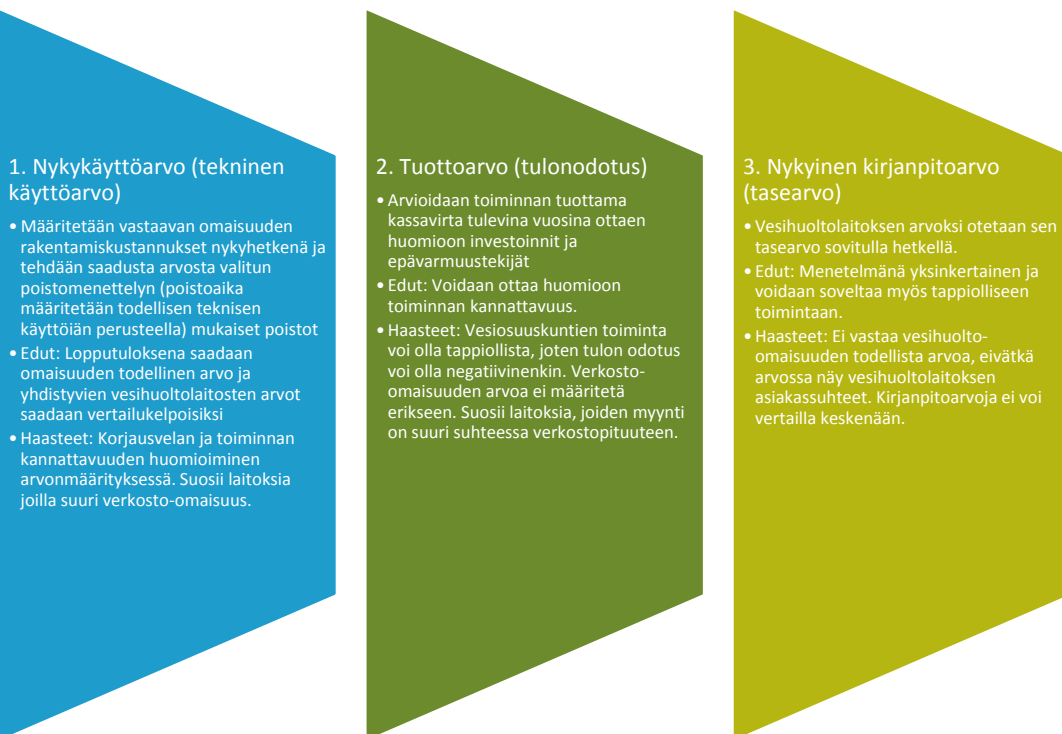 1. Nykykäyttöarvo (tekninen
käyttöarvo)
• Määritetään vastaavan omaisuuden
rakentamiskustannukset nykyhetkenä ja
tehdään saadusta arvosta valitun
poistomenettelyn (poistoaika
määritetään todellisen teknisen
käyttöiän perusteella) mukaiset poistot
• Edut: Lopputuloksena saadaan
omaisuuden todellinen arvo ja
yhdistyvien vesihuoltolaitosten arvot
saadaan vertailukelpoisiksi
• Haasteet: Korjausvelan ja toiminnan
kannattavuuden huomioiminen
arvonmäärityksessä. Suosii laitoksia
joilla suuri verkosto-omaisuus.
2. Tuottoarvo (tulonodotus)
• Arvioidaan toiminnan tuottama
kassavirta tulevina vuosina ottaen
huomioon investoinnit ja
epävarmuustekijät
• Edut: Voidaan ottaa huomioon
toiminnan kannattavuus.
• Haasteet: Vesiosuuskuntien toiminta
voi olla tappiollista, joten tulon odotus
voi olla negatiivinenkin. Verkosto-
omaisuuden arvoa ei määritetä
erikseen. Suosii laitoksia, joiden myynti
on suuri suhteessa verkostopituuteen.
3. Nykyinen kirjanpitoarvo
(tasearvo)
• Vesihuoltolaitoksen arvoksi otetaan sen
tasearvo sovitulla hetkellä.
• Edut: Menetelmänä yksinkertainen ja
voidaan soveltaa myös tappiolliseen
toimintaan.
• Haasteet: Ei vastaa vesihuolto-
omaisuuden todellista arvoa, eivätkä
arvossa näy vesihuoltolaitoksen
asiakassuhteet. Kirjanpitoarvoja ei voi
vertailla keskenään.